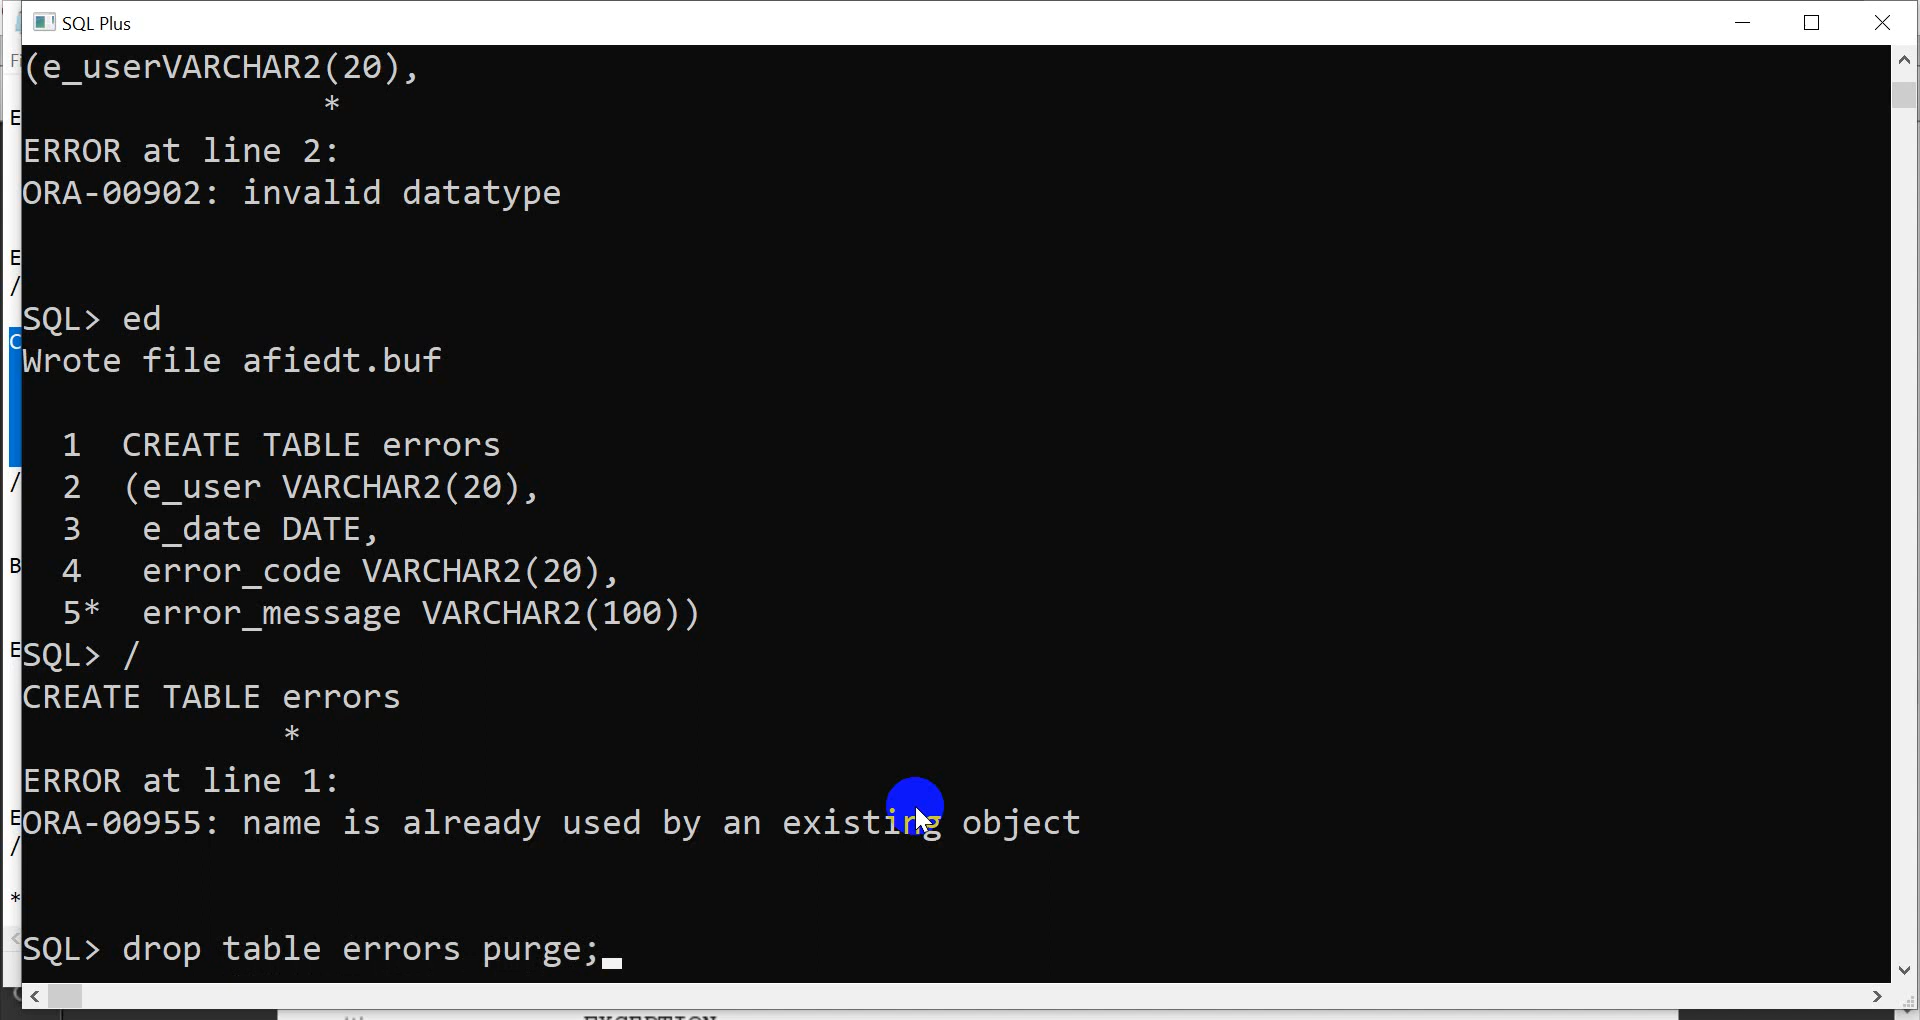 SQL Plus
(e_userVARCHAR2(20),
*
ERROR at line 2:
ORA-00902: invalid datatype
SQL> ed
Wrote file afiedt.buf
1 CREATE TABLE errors
2 (e_user VARCHAR2(20),
3 e_date DATE,
4 error_code VARCHAR2(20),
5* error_message VARCHAR2(100))
SQL> /
CREATE TABLE errors
*
ERROR at line 1:
ORA-00955: name is already used by an existing object
SQL> drop table errors purge;